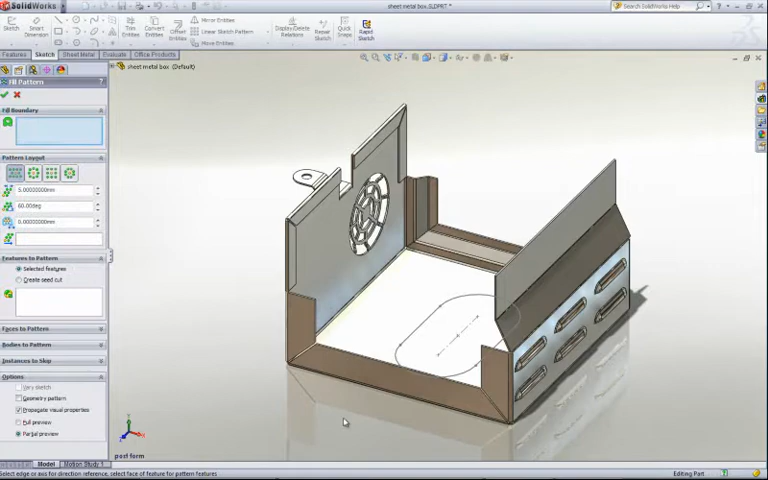 SolidWorks
sheet metal box.SLDPRT *
Search SolidWorks Help
Sketch
Smart Dimension
Trim Entities
Convert Entities
Offset Entities
Mirror Entities
Linear Sketch Pattern
Move Entities
Display/Delete Relations
Repair Sketch
Quick Snaps
Rapid Sketch
Features
Sketch
Sheet Metal
Evaluate
Office Products
sheet metal box (Default)
Fill Pattern
?
Fill Boundary
Pattern Layout
5.00000000mm
60.00deg
0.00000000mm
Features to Pattern
Selected features
Create seed cut
Faces to Pattern
Bodies to Pattern
Instances to Skip
Options
Vary sketch
Geometry pattern
Propagate visual properties
Full preview
Partial preview
post form
Model
Motion Study 1
Select edge or axis for direction reference, select face of feature for pattern features
Editing Part